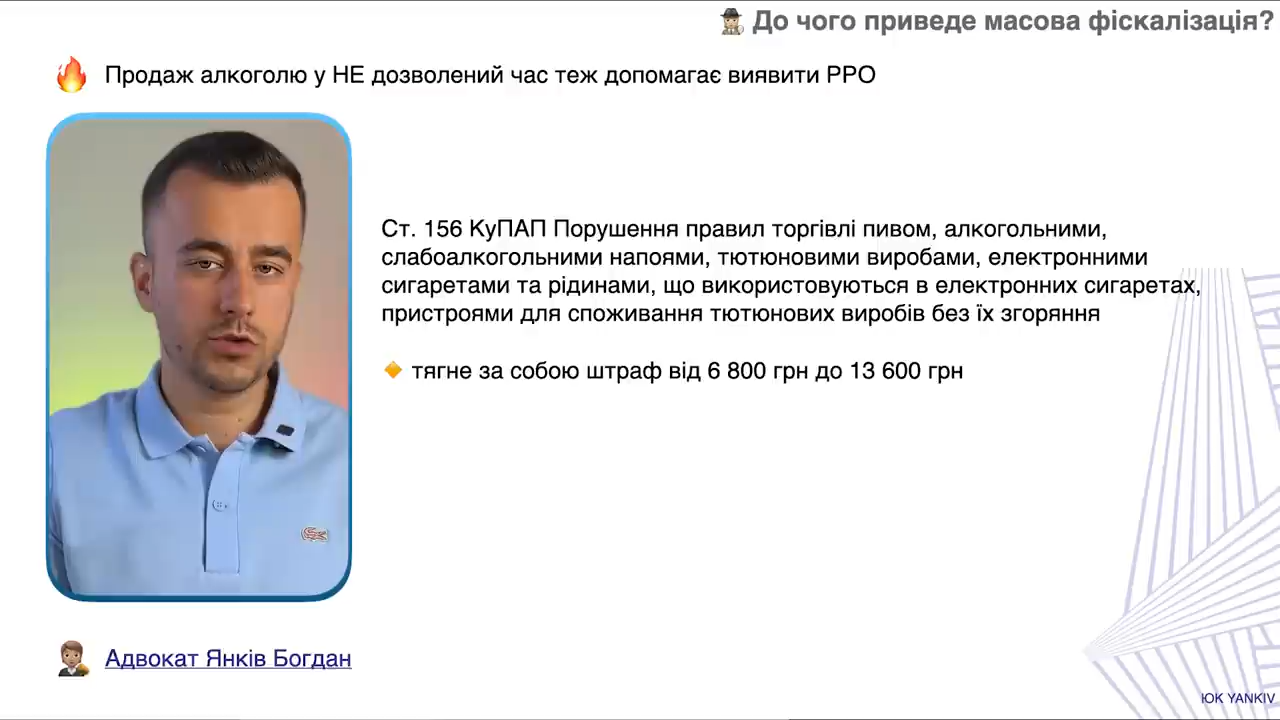 До чого приведе масова фіскалізація?
Продаж алкоголю у НЕ дозволений час теж допомагає виявити РРО
Ст. 156 КуПАП Порушення правил торгівлі пивом, алкогольними,
слабоалкогольними напоями, тютюновими виробами, електронними
сигаретами та рідинами, що використовуються в електронних сигаретах,
пристроями для споживання тютюнових виробів без їх згоряння
тягне за собою штраф від 6 800 грн до 13 600 грн
Адвокат Янків Богдан
ЮК YANKIV